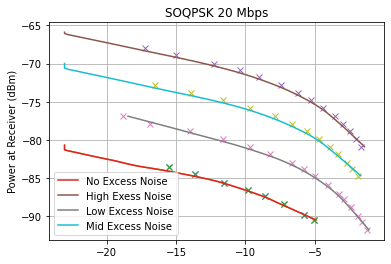 SOQPSK 20 Mbps
Power at Receiver (dBm)
−65
−70
−75
−80
−85
−90
No Excess Noise
High Exess Noise
Low Excess Noise
Mid Excess Noise
−20
−15
−10
−5